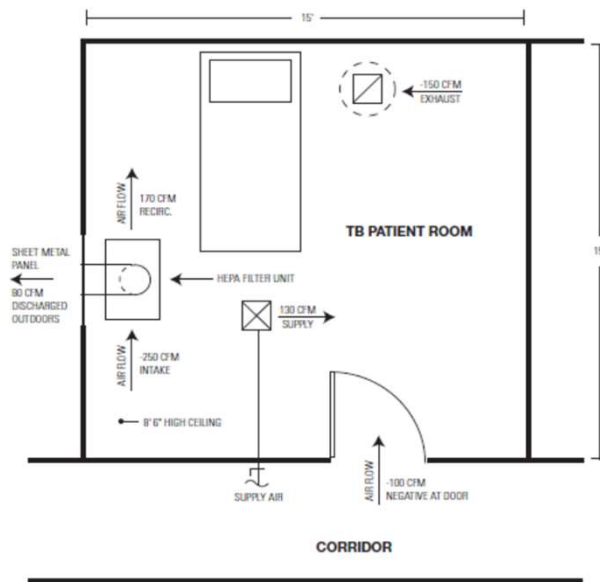 15'
-150 CFM
EXHAUST
AIR FLOW
170 CFM
RECIRC.
TB PATIENT ROOM
SHEET METAL
PANEL
80 CFM
DISCHARGED
OUTDOORS
HEPA FILTER UNIT
130 CFM
SUPPLY
AIR FLOW
-250 CFM
INTAKE
8' 6" HIGH CEILING
SUPPLY AIR
AIR FLOW
-100 CFM
NEGATIVE AT DOOR
CORRIDOR